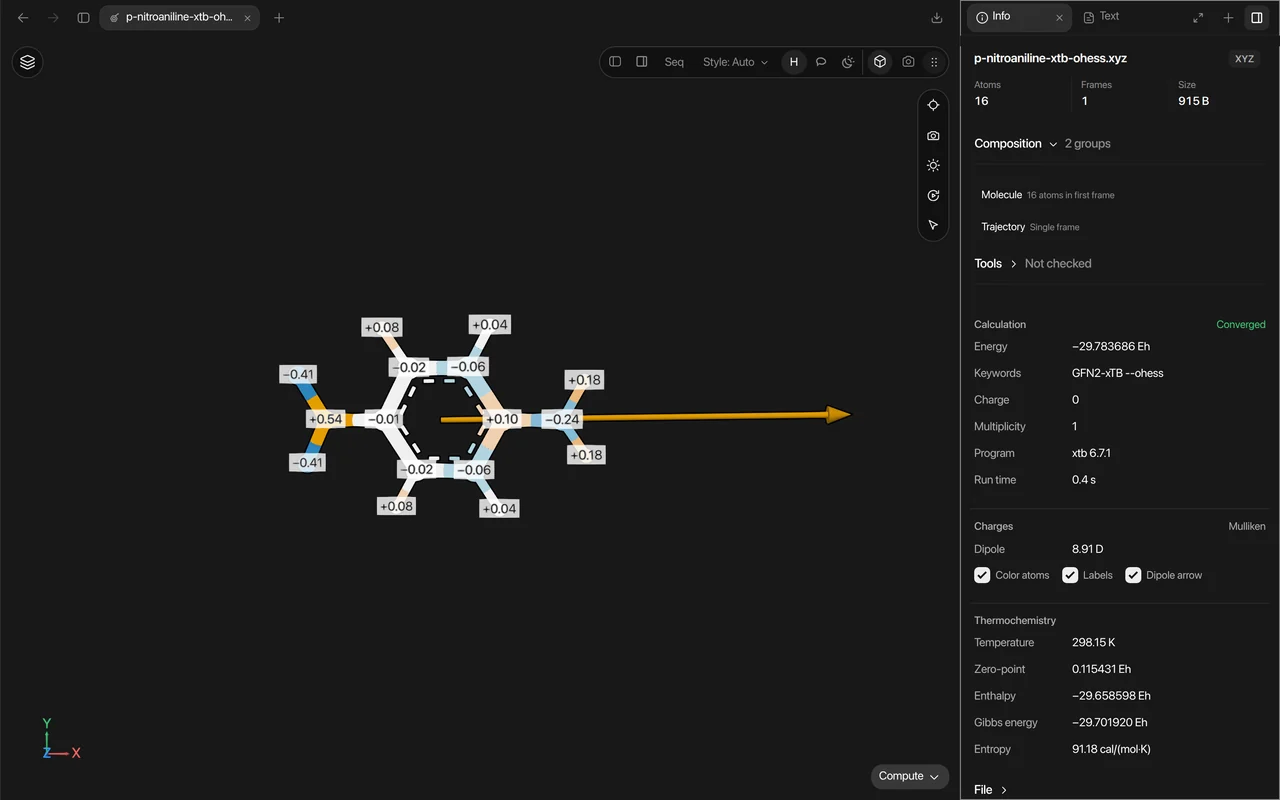 p-nitroaniline-xtb-oh...
Seq Style: Auto H
+0.08 +0.04
−0.02 −0.06
−0.41 +0.18
+0.54 −0.01 +0.10 −0.24
−0.41 +0.18
−0.02 −0.06
+0.08 +0.04
Y
Z X
Compute
Info Text
p-nitroaniline-xtb-ohess.xyz XYZ
Atoms Frames Size
16 1 915 B
Composition 2 groups
Molecule 16 atoms in first frame
Trajectory Single frame
Tools Not checked
Calculation Converged
Energy −29.783686 Eh
Keywords GFN2-xTB --ohess
Charge 0
Multiplicity 1
Program xtb 6.7.1
Run time 0.4 s
Charges Mulliken
Dipole 8.91 D
Color atoms Labels Dipole arrow
Thermochemistry
Temperature 298.15 K
Zero-point 0.115431 Eh
Enthalpy −29.658598 Eh
Gibbs energy −29.701920 Eh
Entropy 91.18 cal/(mol·K)
File